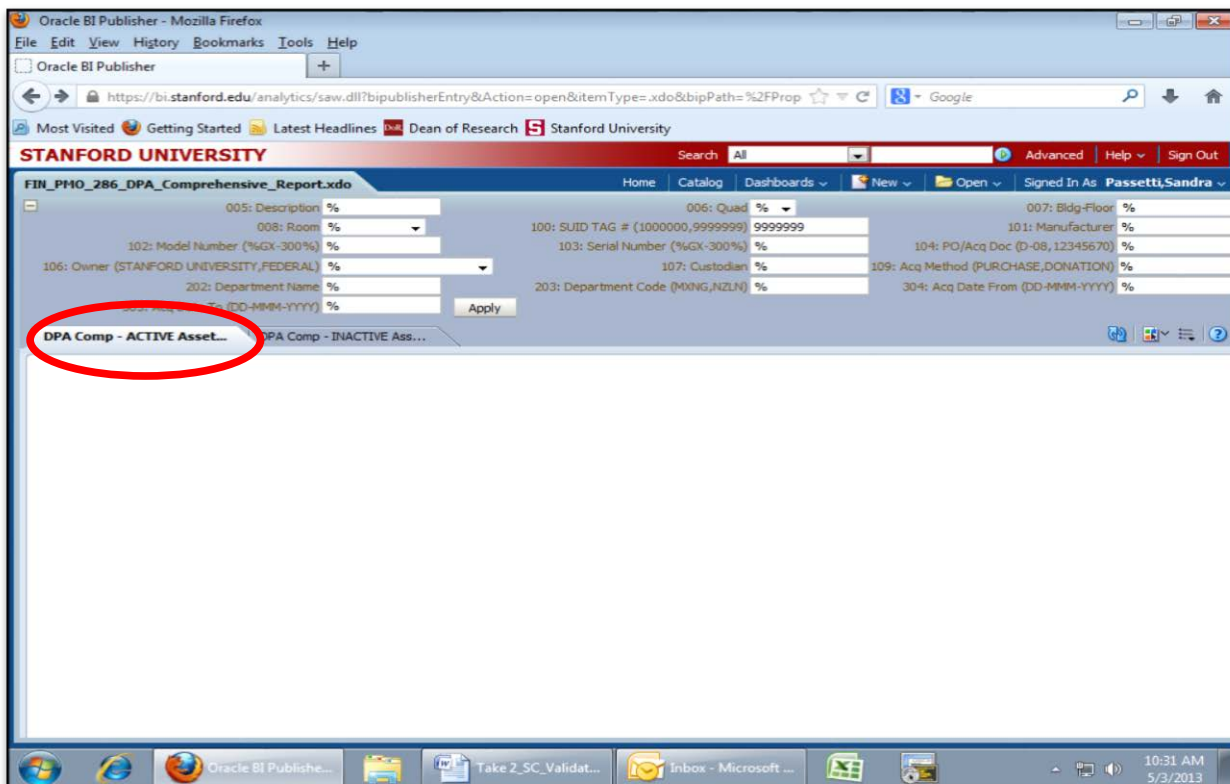 Oracle BI Publisher - Mozilla Firefox
File Edit View History Bookmarks Tools Help
Oracle BI Publisher +
https://bi.stanford.edu/analytics/saw.dll?bipublisherEntry&Action=open&itemType=.xdo&bipPath=%2FProp Google
Most Visited Getting Started Latest Headlines DoR Dean of Research S Stanford University
STANFORD UNIVERSITY Search All Advanced Help Sign Out
FIN_PMO_286_DPA_Comprehensive_Report.xdo Home Catalog Dashboards New Open Signed In As Passetti,Sandra
005: Description % 006: Quad % 007: Bldg-Floor %
008: Room % 100: SUID TAG # (1000000,9999999) 9999999 101: Manufacturer %
102: Model Number (%GX-300%) % 103: Serial Number (%GX-300%) % 104: PO/Acq Doc (D-08,12345670) %
106: Owner (STANFORD UNIVERSITY,FEDERAL) % 107: Custodian % 109: Acq Method (PURCHASE,DONATION) %
202: Department Name % 203: Department Code (MXNG,NZLN) % 304: Acq Date From (DD-MMM-YYYY) %
(DD-MMM-YYYY) % Apply
DPA Comp - ACTIVE Asset... DPA Comp - INACTIVE Ass...
Oracle BI Publishe... Take 2_SC_Validat... Inbox - Microsoft ... 10:31 AM
5/3/2013